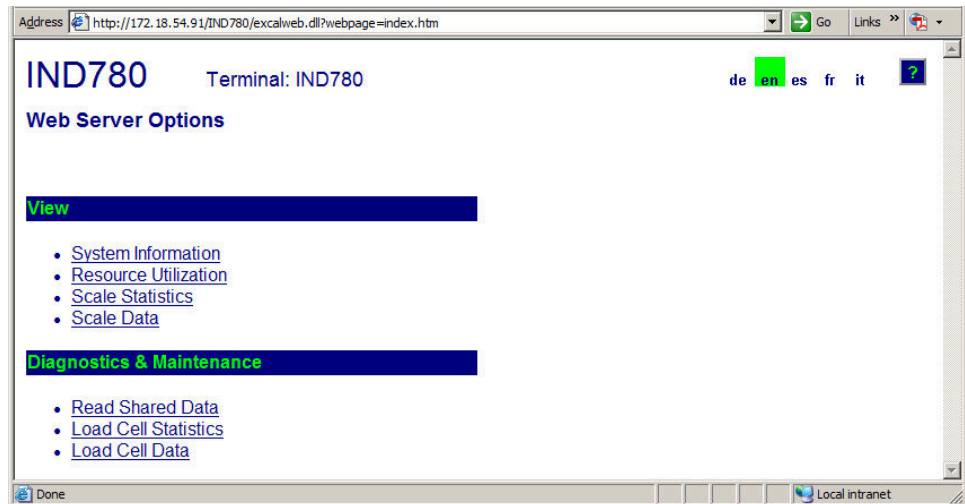 Address http://172.18.54.91/IND780/excalweb.dll?webpage=index.htm Go Links »
IND780 Terminal: IND780 de en es fr it ?
Web Server Options
View
• System Information
• Resource Utilization
• Scale Statistics
• Scale Data
Diagnostics & Maintenance
• Read Shared Data
• Load Cell Statistics
• Load Cell Data
Done Local intranet